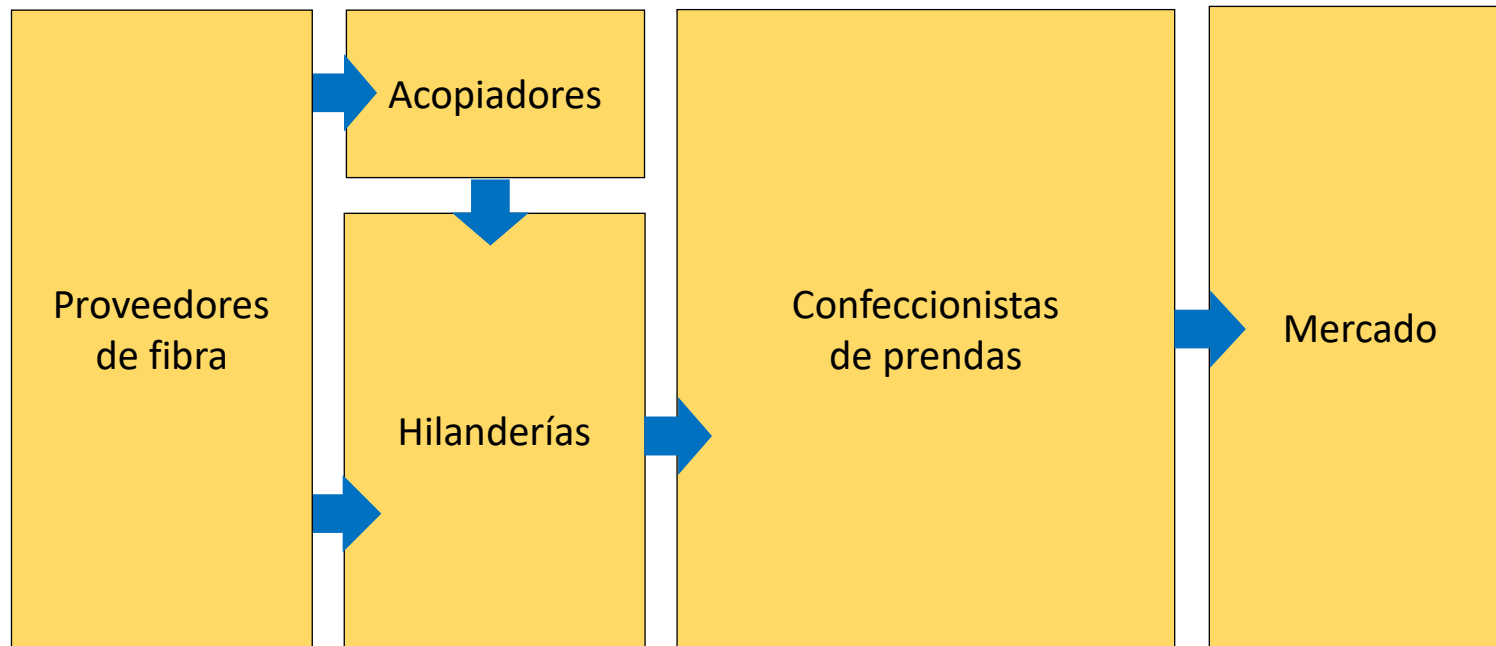 Proveedores
de fibra
Acopiadores
Hilanderías
Confeccionistas
de prendas
Mercado